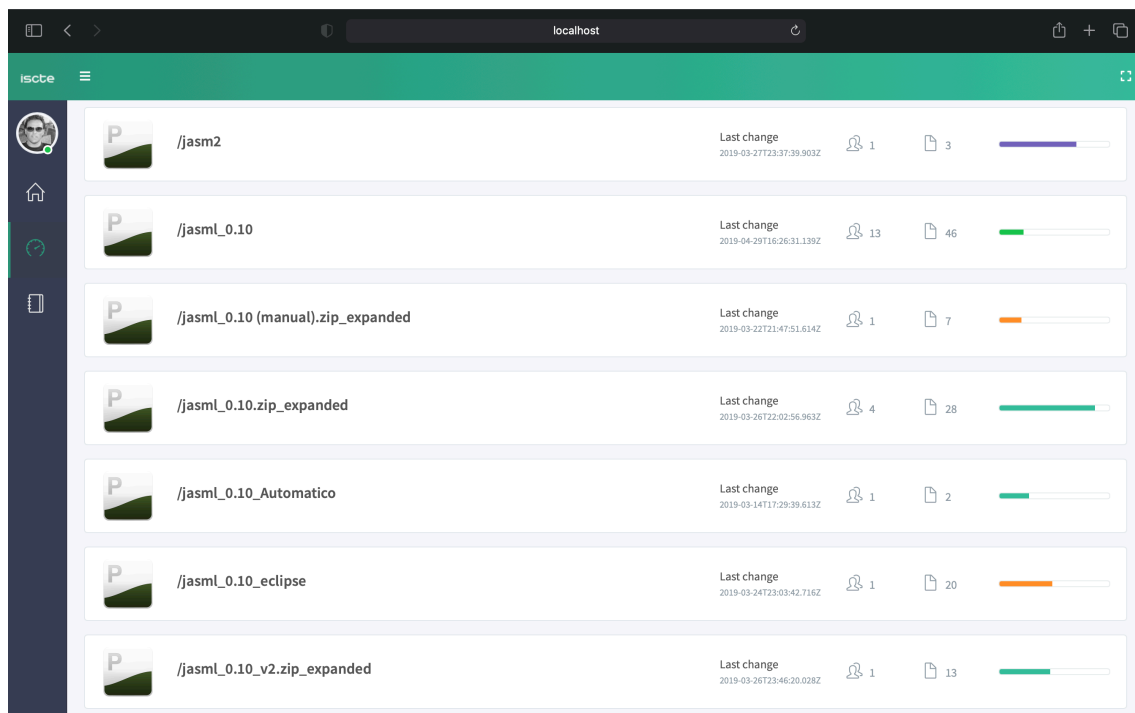 localhost
iscte
P
/jasm2
Last change
2019-03-27T23:37:39.903Z
1
3
P
/jasml_0.10
Last change
2019-04-29T16:26:31.139Z
13
46
P
/jasml_0.10 (manual).zip_expanded
Last change
2019-03-22T21:47:51.614Z
1
7
P
/jasml_0.10.zip_expanded
Last change
2019-03-26T22:02:56.963Z
4
28
P
/jasml_0.10_Automatico
Last change
2019-03-14T17:29:39.613Z
1
2
P
/jasml_0.10_eclipse
Last change
2019-03-24T23:03:42.716Z
1
20
P
/jasml_0.10_v2.zip_expanded
Last change
2019-03-26T23:46:20.028Z
1
13